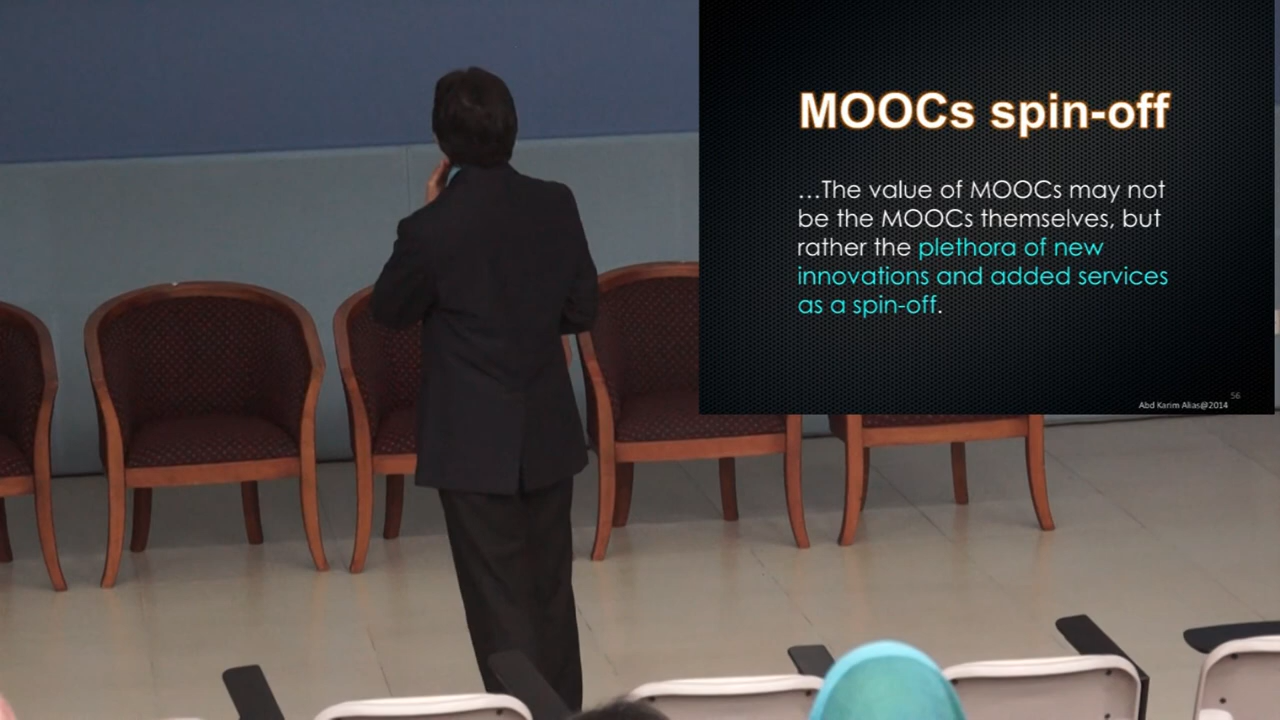 MOOCs spin-off
...The value of MOOCs may not
be the MOOCs themselves, but
rather the plethora of new
innovations and added services
as a spin-off.
56
Abd Karim Alias@2014